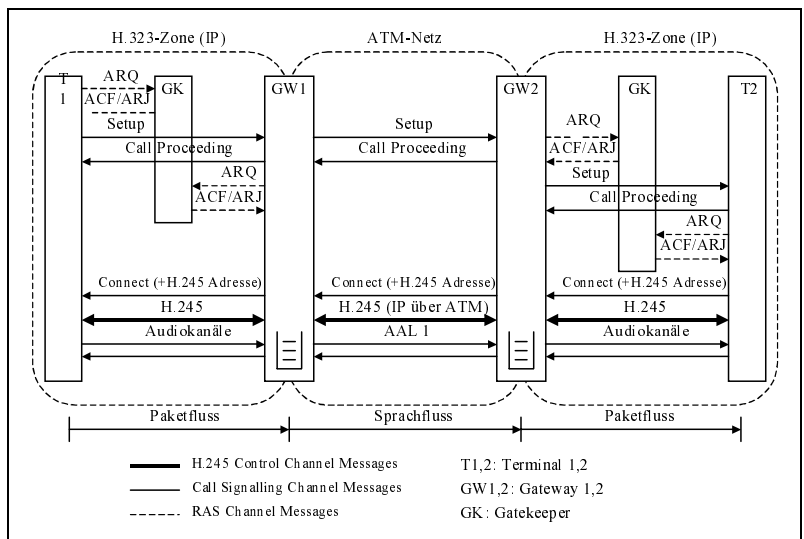 H.323-Zone (IP) ATM-Netz H.323-Zone (IP)
T
1
GK
GW1
GW2
GK
T2
ARQ
ACF/ARJ
Setup
Call Proceeding
ARQ
ACF/ARJ
Setup
Call Proceeding
ARQ
ACF/ARJ
Setup
Call Proceeding
ARQ
ACF/ARJ
Connect (+H.245 Adresse) Connect (+H.245 Adresse) Connect (+H.245 Adresse)
H.245 H.245 (IP über ATM) H.245
Audiokanäle AAL 1 Audiokanäle
Paketfluss Sprachfluss Paketfluss
H.245 Control Channel Messages
Call Signalling Channel Messages
RAS Channel Messages
T1,2: Terminal 1,2
GW1,2: Gateway 1,2
GK: Gatekeeper